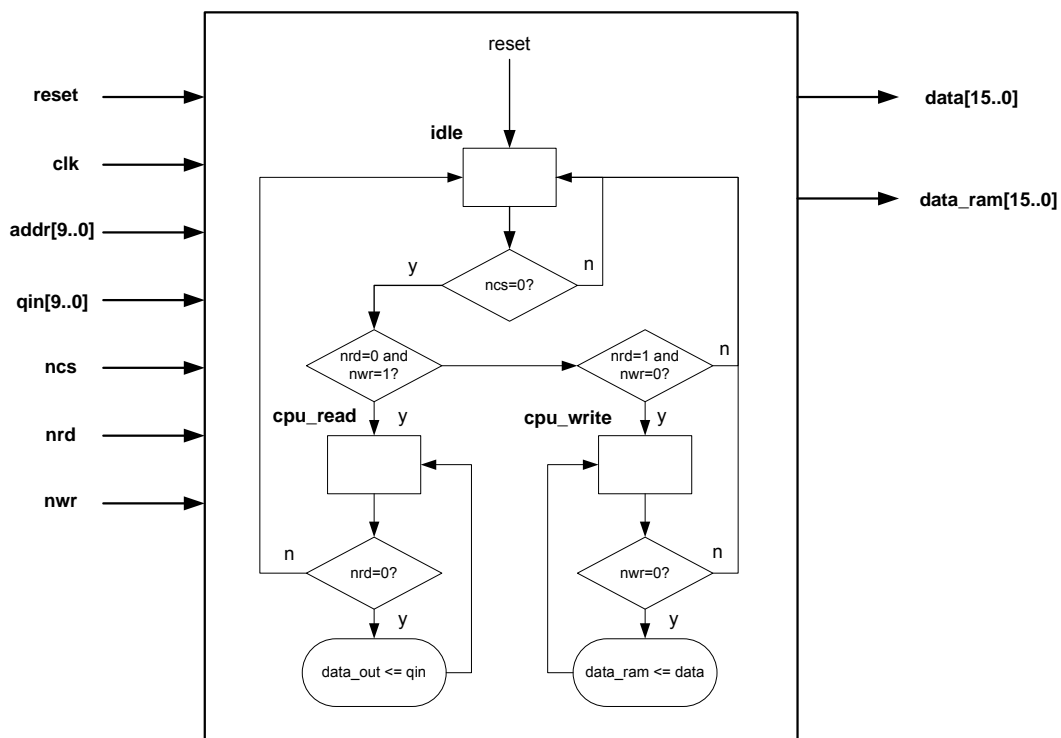 reset
reset
clk
addr[9..0]
qin[9..0]
ncs
nrd
nwr
data[15..0]
data_ram[15..0]
idle
y
ncs=0?
n
nrd=0 and
nwr=1?
nrd=1 and
nwr=0?
n
cpu_read
y
cpu_write
y
n
nrd=0?
y
nwr=0?
n
y
data_out <= qin
data_ram <= data